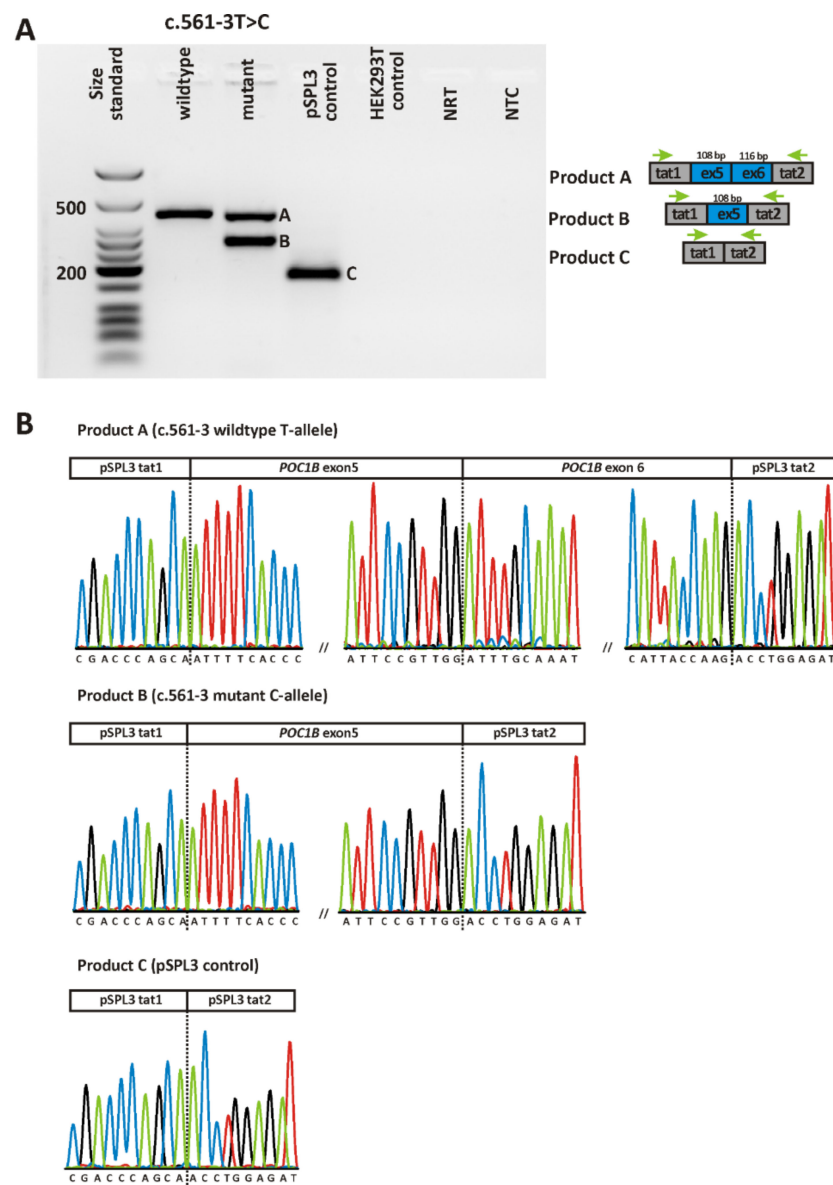 A
c.561-3T>C
Size standard
wildtype
mutant
pSPL3 control
HEK293T control
NRT
NTC
500
200
A
B
C
108 bp 116 bp
Product A tat1 ex5 ex6 tat2
108 bp
Product B tat1 ex5 tat2
Product C tat1 tat2
B
Product A (c.561-3 wildtype T-allele)
pSPL3 tat1 POC1B exon5 POC1B exon 6 pSPL3 tat2
C G A C C C A G C A A T T T T C A C C C // A T T C C G T T G G A T T T G C A A A T // C A T T A C C A A G A C C T G G A G A T
Product B (c.561-3 mutant C-allele)
pSPL3 tat1 POC1B exon5 pSPL3 tat2
C G A C C C A G C A A T T T T C A C C C // A T T C C G T T G G A C C T G G A G A T
Product C (pSPL3 control)
pSPL3 tat1 pSPL3 tat2
C G A C C C A G C A A C C T G G A G A T